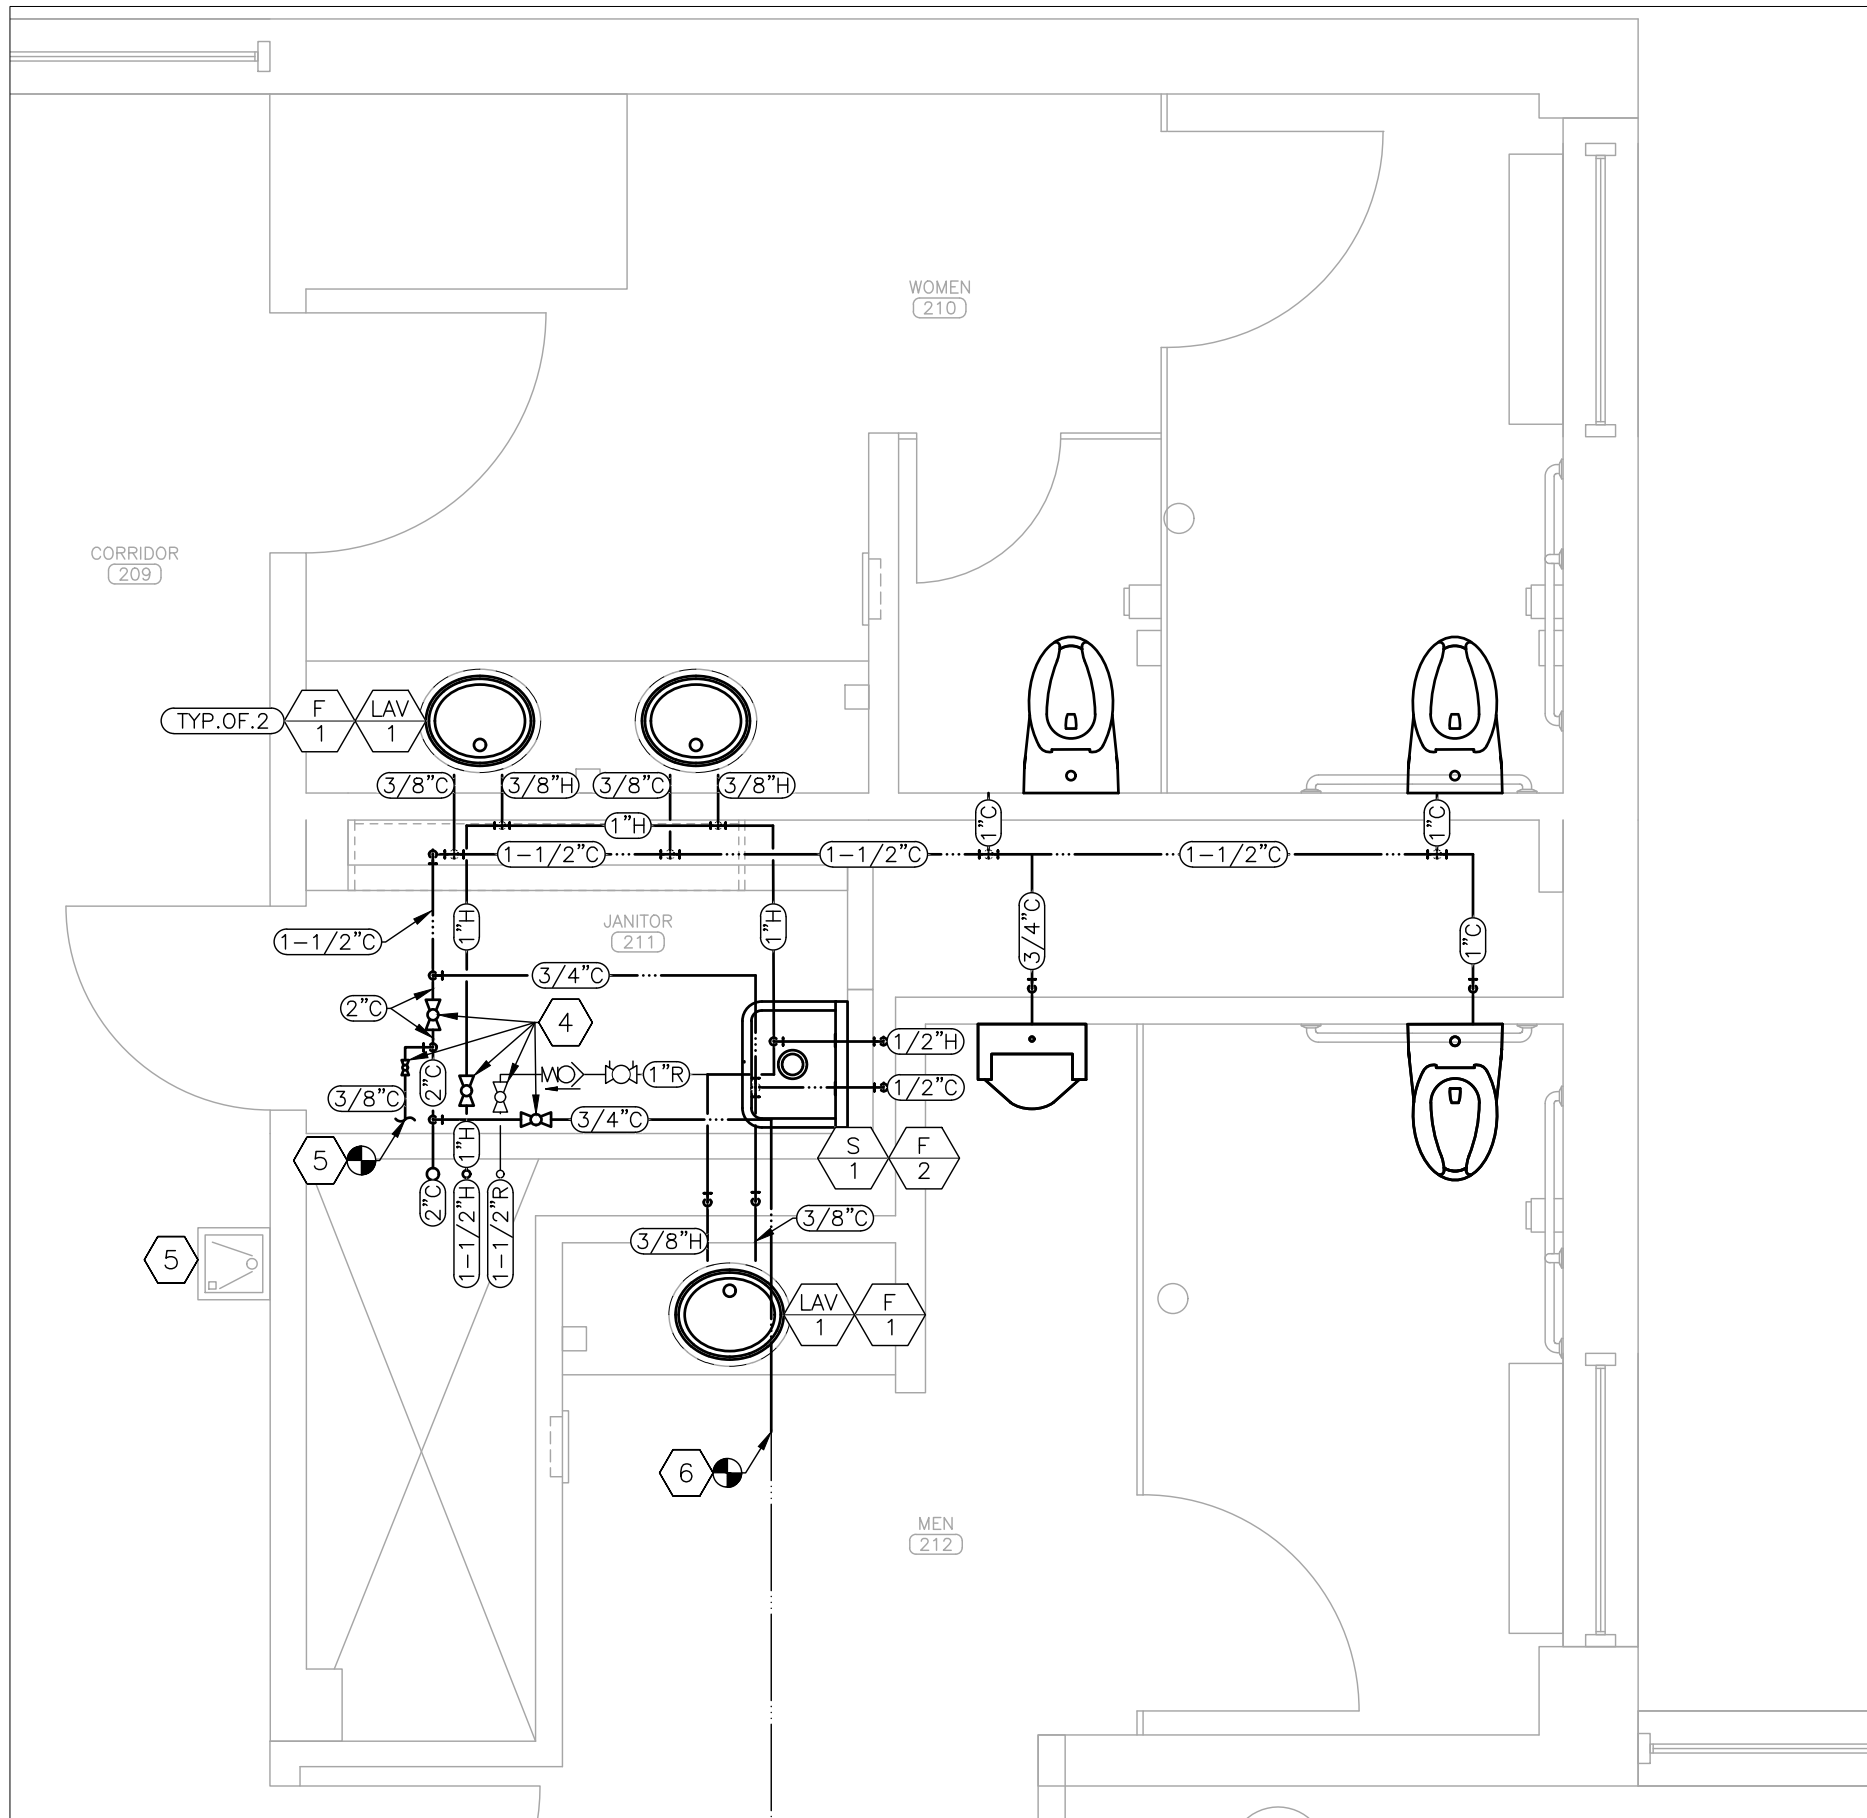 WOMEN
210
CORRIDOR
209
TYP.OF.2
F
1
LAV
1
3/8"C
3/8"H
3/8"C
3/8"H
1"H
1"C
1"C
1-1/2"C
1-1/2"C
1-1/2"C
1"H
1"H
3/4"C
1"C
JANITOR
211
1-1/2"C
3/4"C
2"C
4
1/2"H
2"C
1"R
1/2"C
3/8"C
3/4"C
5
1"H
S
1
F
2
2"C
1-1/2"H
1-1/2"R
3/8"C
3/8"H
5
LAV
1
F
1
6
MEN
212